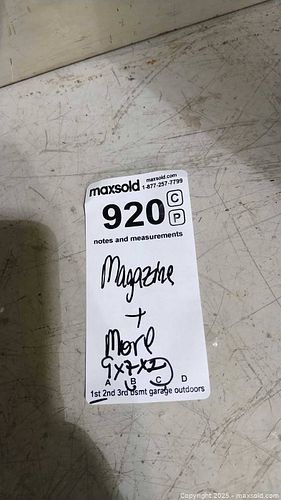 maxsold maxsold.com
1-877-257-7799
920 C
P
notes and measurements
Magazine
+
More
9x7x2
A B C D
1st 2nd 3rd bsmt garage outdoors
Copyright 2025 - maxsold.com